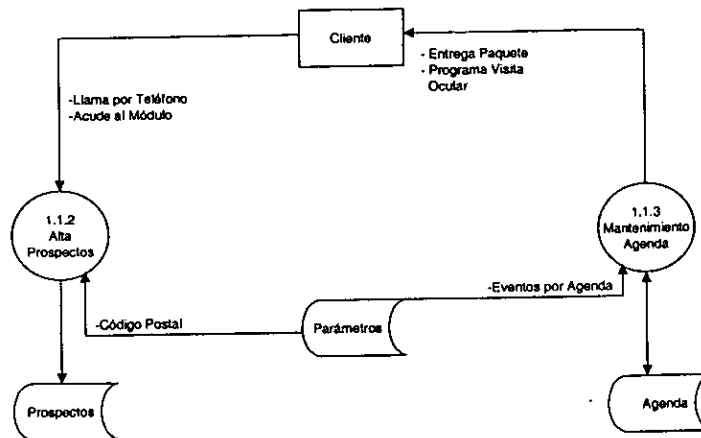 Cliente
- Entrega Paquete
- Programa Visita
Ocular
-Llama por Teléfono
-Acude al Módulo
1.1.2
Alta
Prospectos
1.1.3
Mantenimiento
Agenda
-Eventos por Agenda
-Código Postal
Parámetros
Prospectos
Agenda